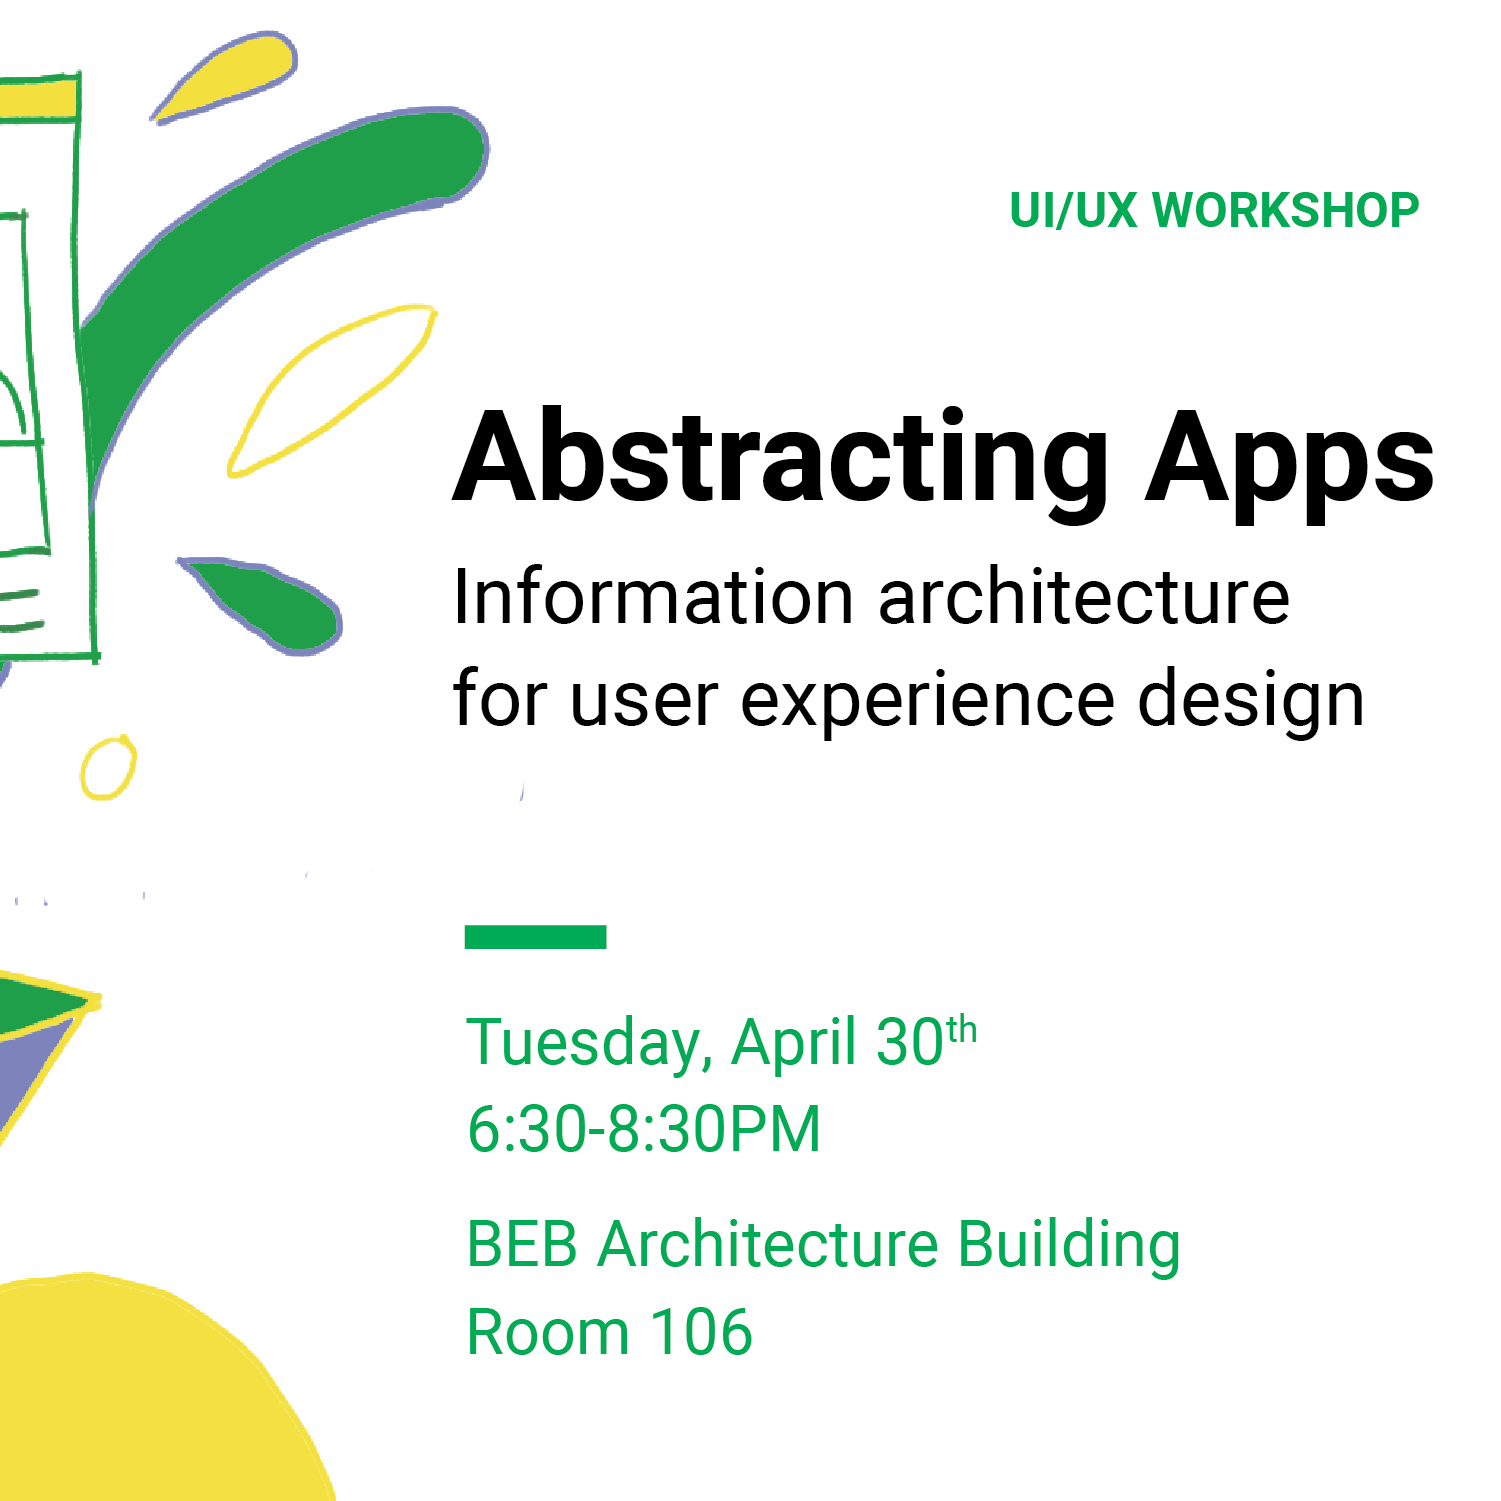 UI/UX WORKSHOP
Abstracting Apps
Information architecture
for user experience design
Tuesday, April 30th
6:30-8:30PM
BEB Architecture Building
Room 106